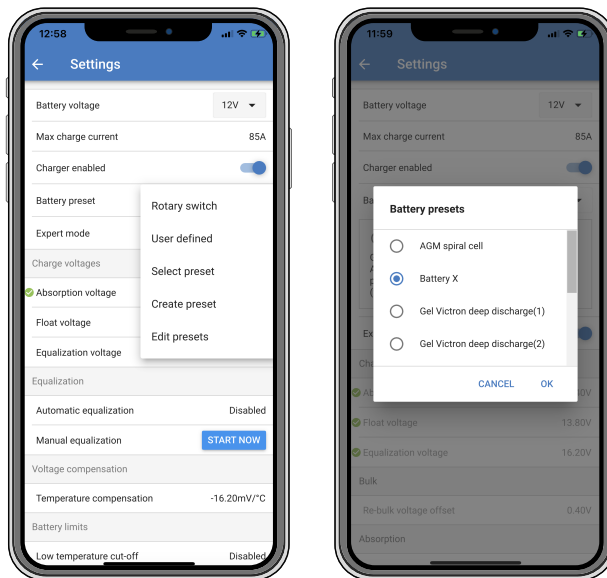 12:58
Settings
Battery voltage 12V
Max charge current 85A
Charger enabled
Battery preset
Rotary switch
User defined
Select preset
Create preset
Edit presets
Expert mode
Charge voltages
Absorption voltage
Float voltage
Equalization voltage
Equalization
Automatic equalization Disabled
Manual equalization START NOW
Voltage compensation
Temperature compensation -16.20mV/°C
Battery limits
Low temperature cut-off Disabled
11:59
Settings
Battery voltage 12V
Max charge current 85A
Charger enabled
Ba
Battery presets
AGM spiral cell
Battery X
Gel Victron deep discharge(1)
Gel Victron deep discharge(2)
CANCEL OK
Ex
Cha
Ab
Float voltage 13.80V
Equalization voltage 16.20V
Bulk
Re-bulk voltage offset 0.40V
Absorption